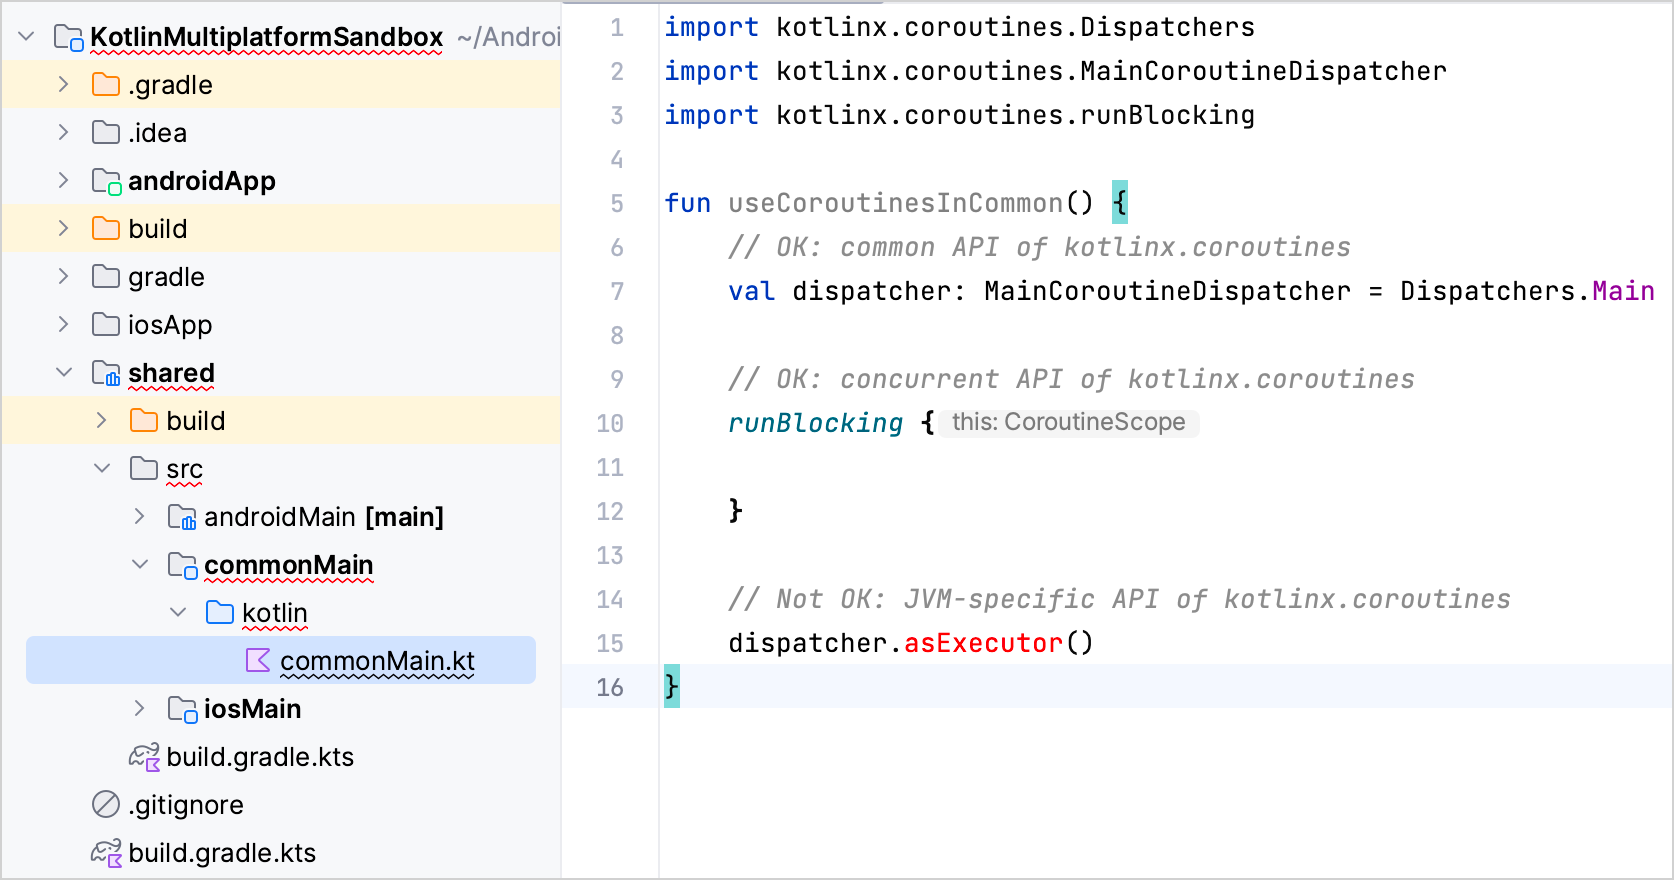 KotlinMultiplatformSandbox ~/Androi
.gradle
.idea
androidApp
build
gradle
iosApp
shared
build
src
androidMain [main]
commonMain
kotlin
commonMain.kt
iosMain
build.gradle.kts
.gitignore
build.gradle.kts
1 import kotlinx.coroutines.Dispatchers
2 import kotlinx.coroutines.MainCoroutineDispatcher
3 import kotlinx.coroutines.runBlocking
4
5 fun useCoroutinesInCommon() {
6 // OK: common API of kotlinx.coroutines
7 val dispatcher: MainCoroutineDispatcher = Dispatchers.Main
8
9 // OK: concurrent API of kotlinx.coroutines
10 runBlocking { this: CoroutineScope
11
12 }
13
14 // Not OK: JVM-specific API of kotlinx.coroutines
15 dispatcher.asExecutor()
16 }